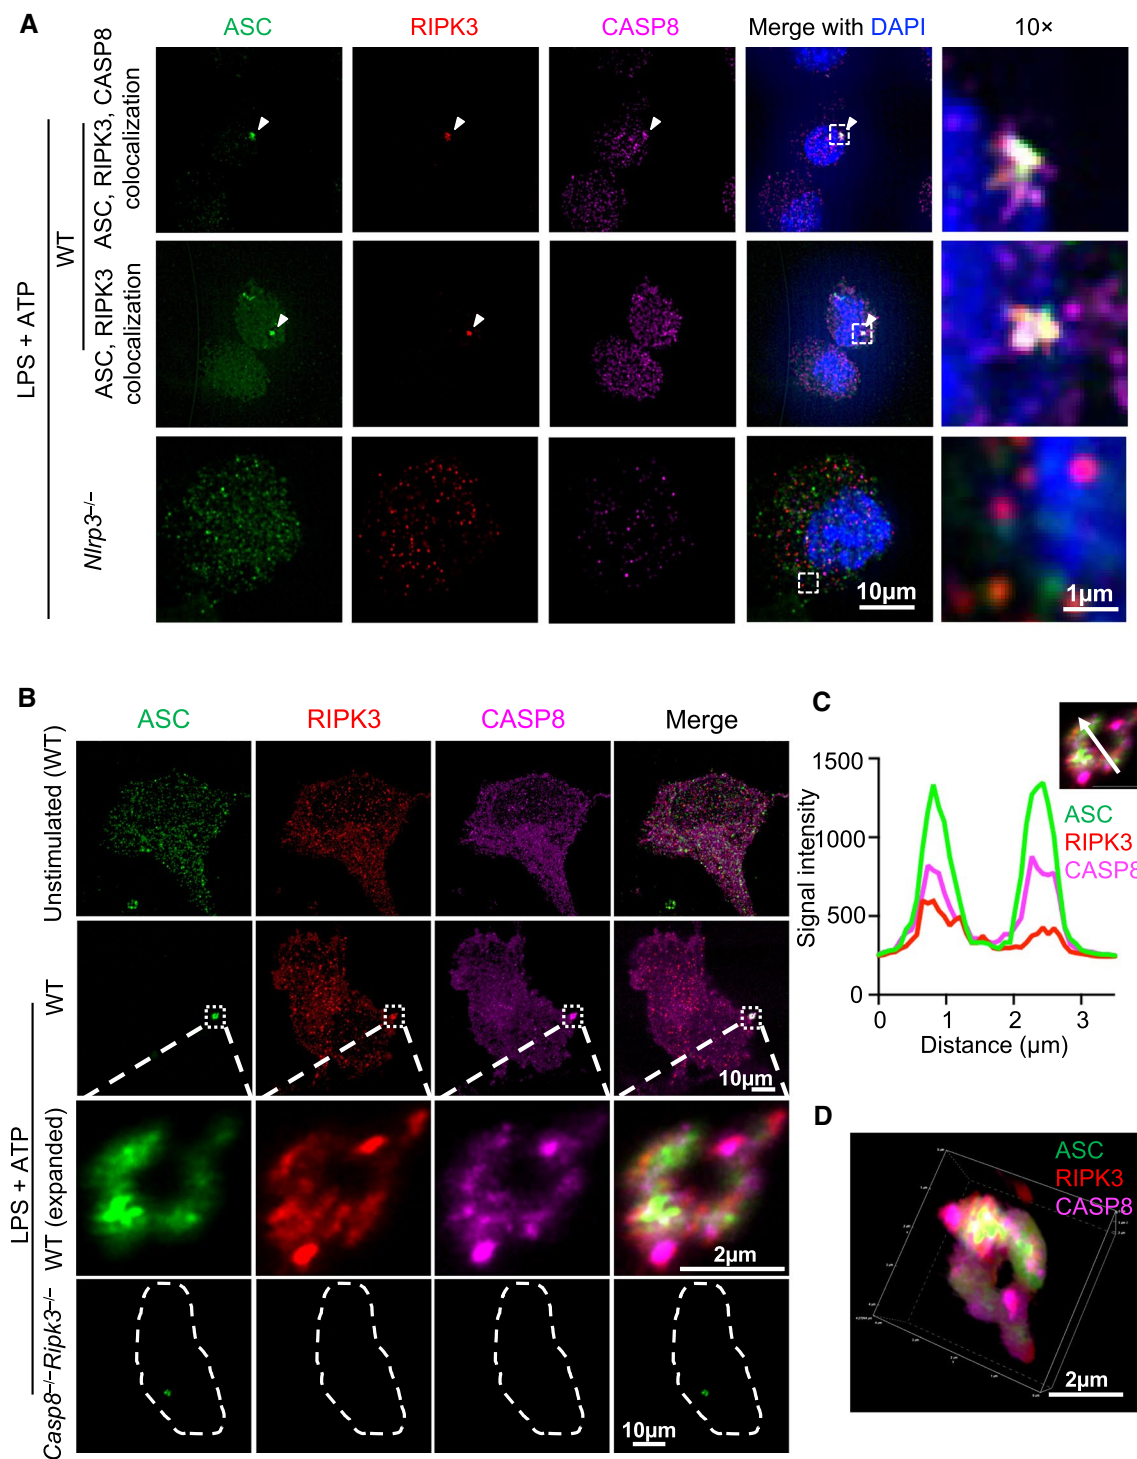 A
ASC
RIPK3
CASP8
Merge with DAPI
10×
LPS + ATP
WT
ASC, RIPK3, CASP8
colocalization
ASC, RIPK3
colocalization
Nlrp3–/–
10µm
1µm
B
ASC
RIPK3
CASP8
Merge
Unstimulated (WT)
LPS + ATP
WT
10µm
WT (expanded)
2µm
Casp8–/–Ripk3–/–
10µm
C
1500
1000
500
0
Signal intensity
0
1
2
3
Distance (µm)
ASC
RIPK3
CASP8
D
ASC
RIPK3
CASP8
2µm